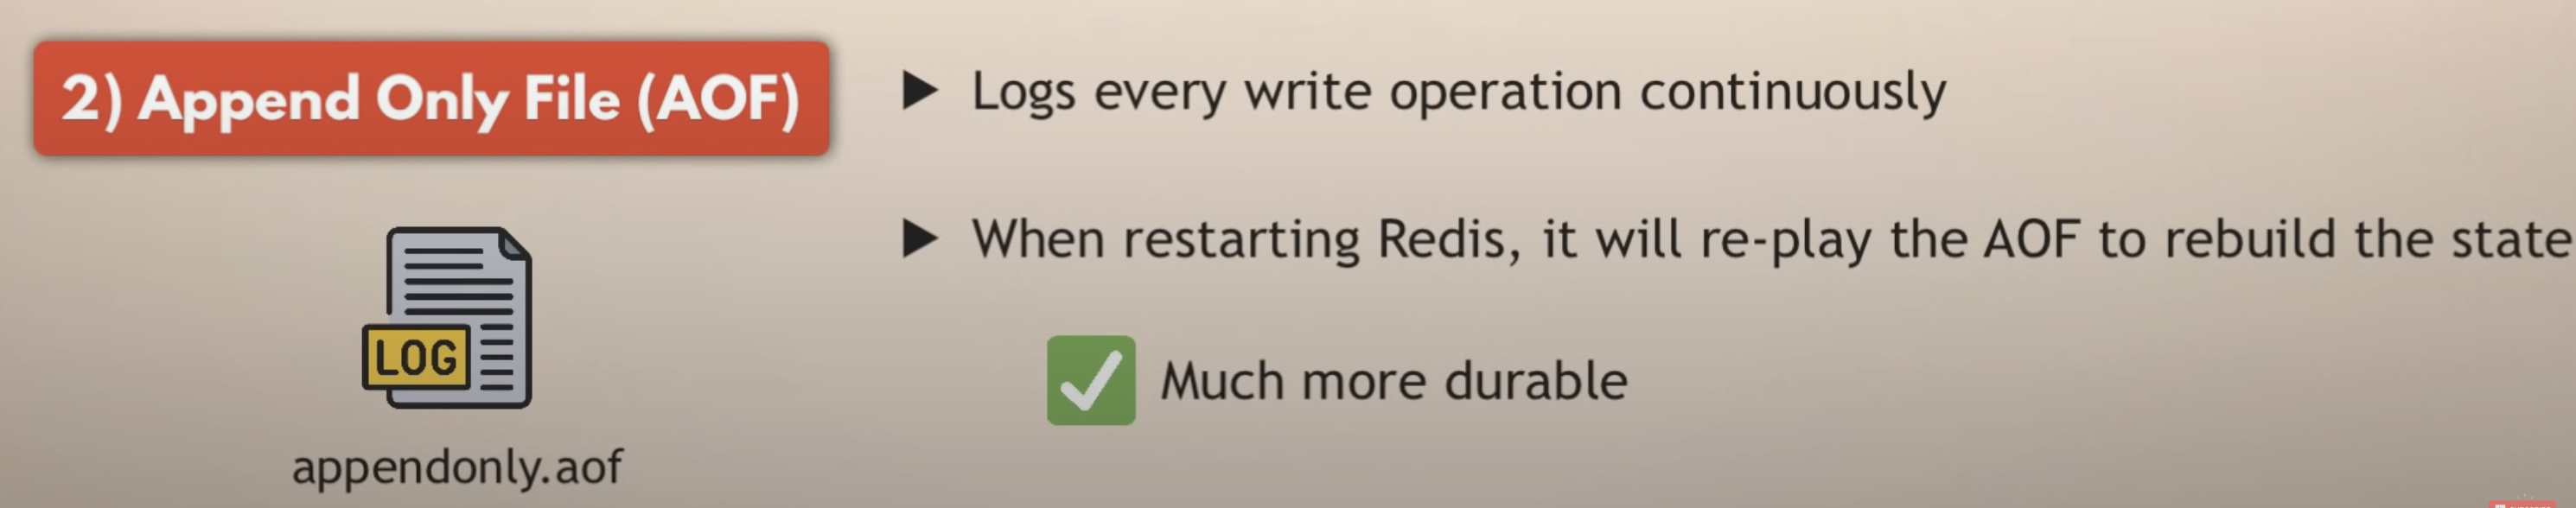 2) Append Only File (AOF)
▶ Logs every write operation continuously
▶ When restarting Redis, it will re-play the AOF to rebuild the state
Much more durable
LOG
appendonly.aof